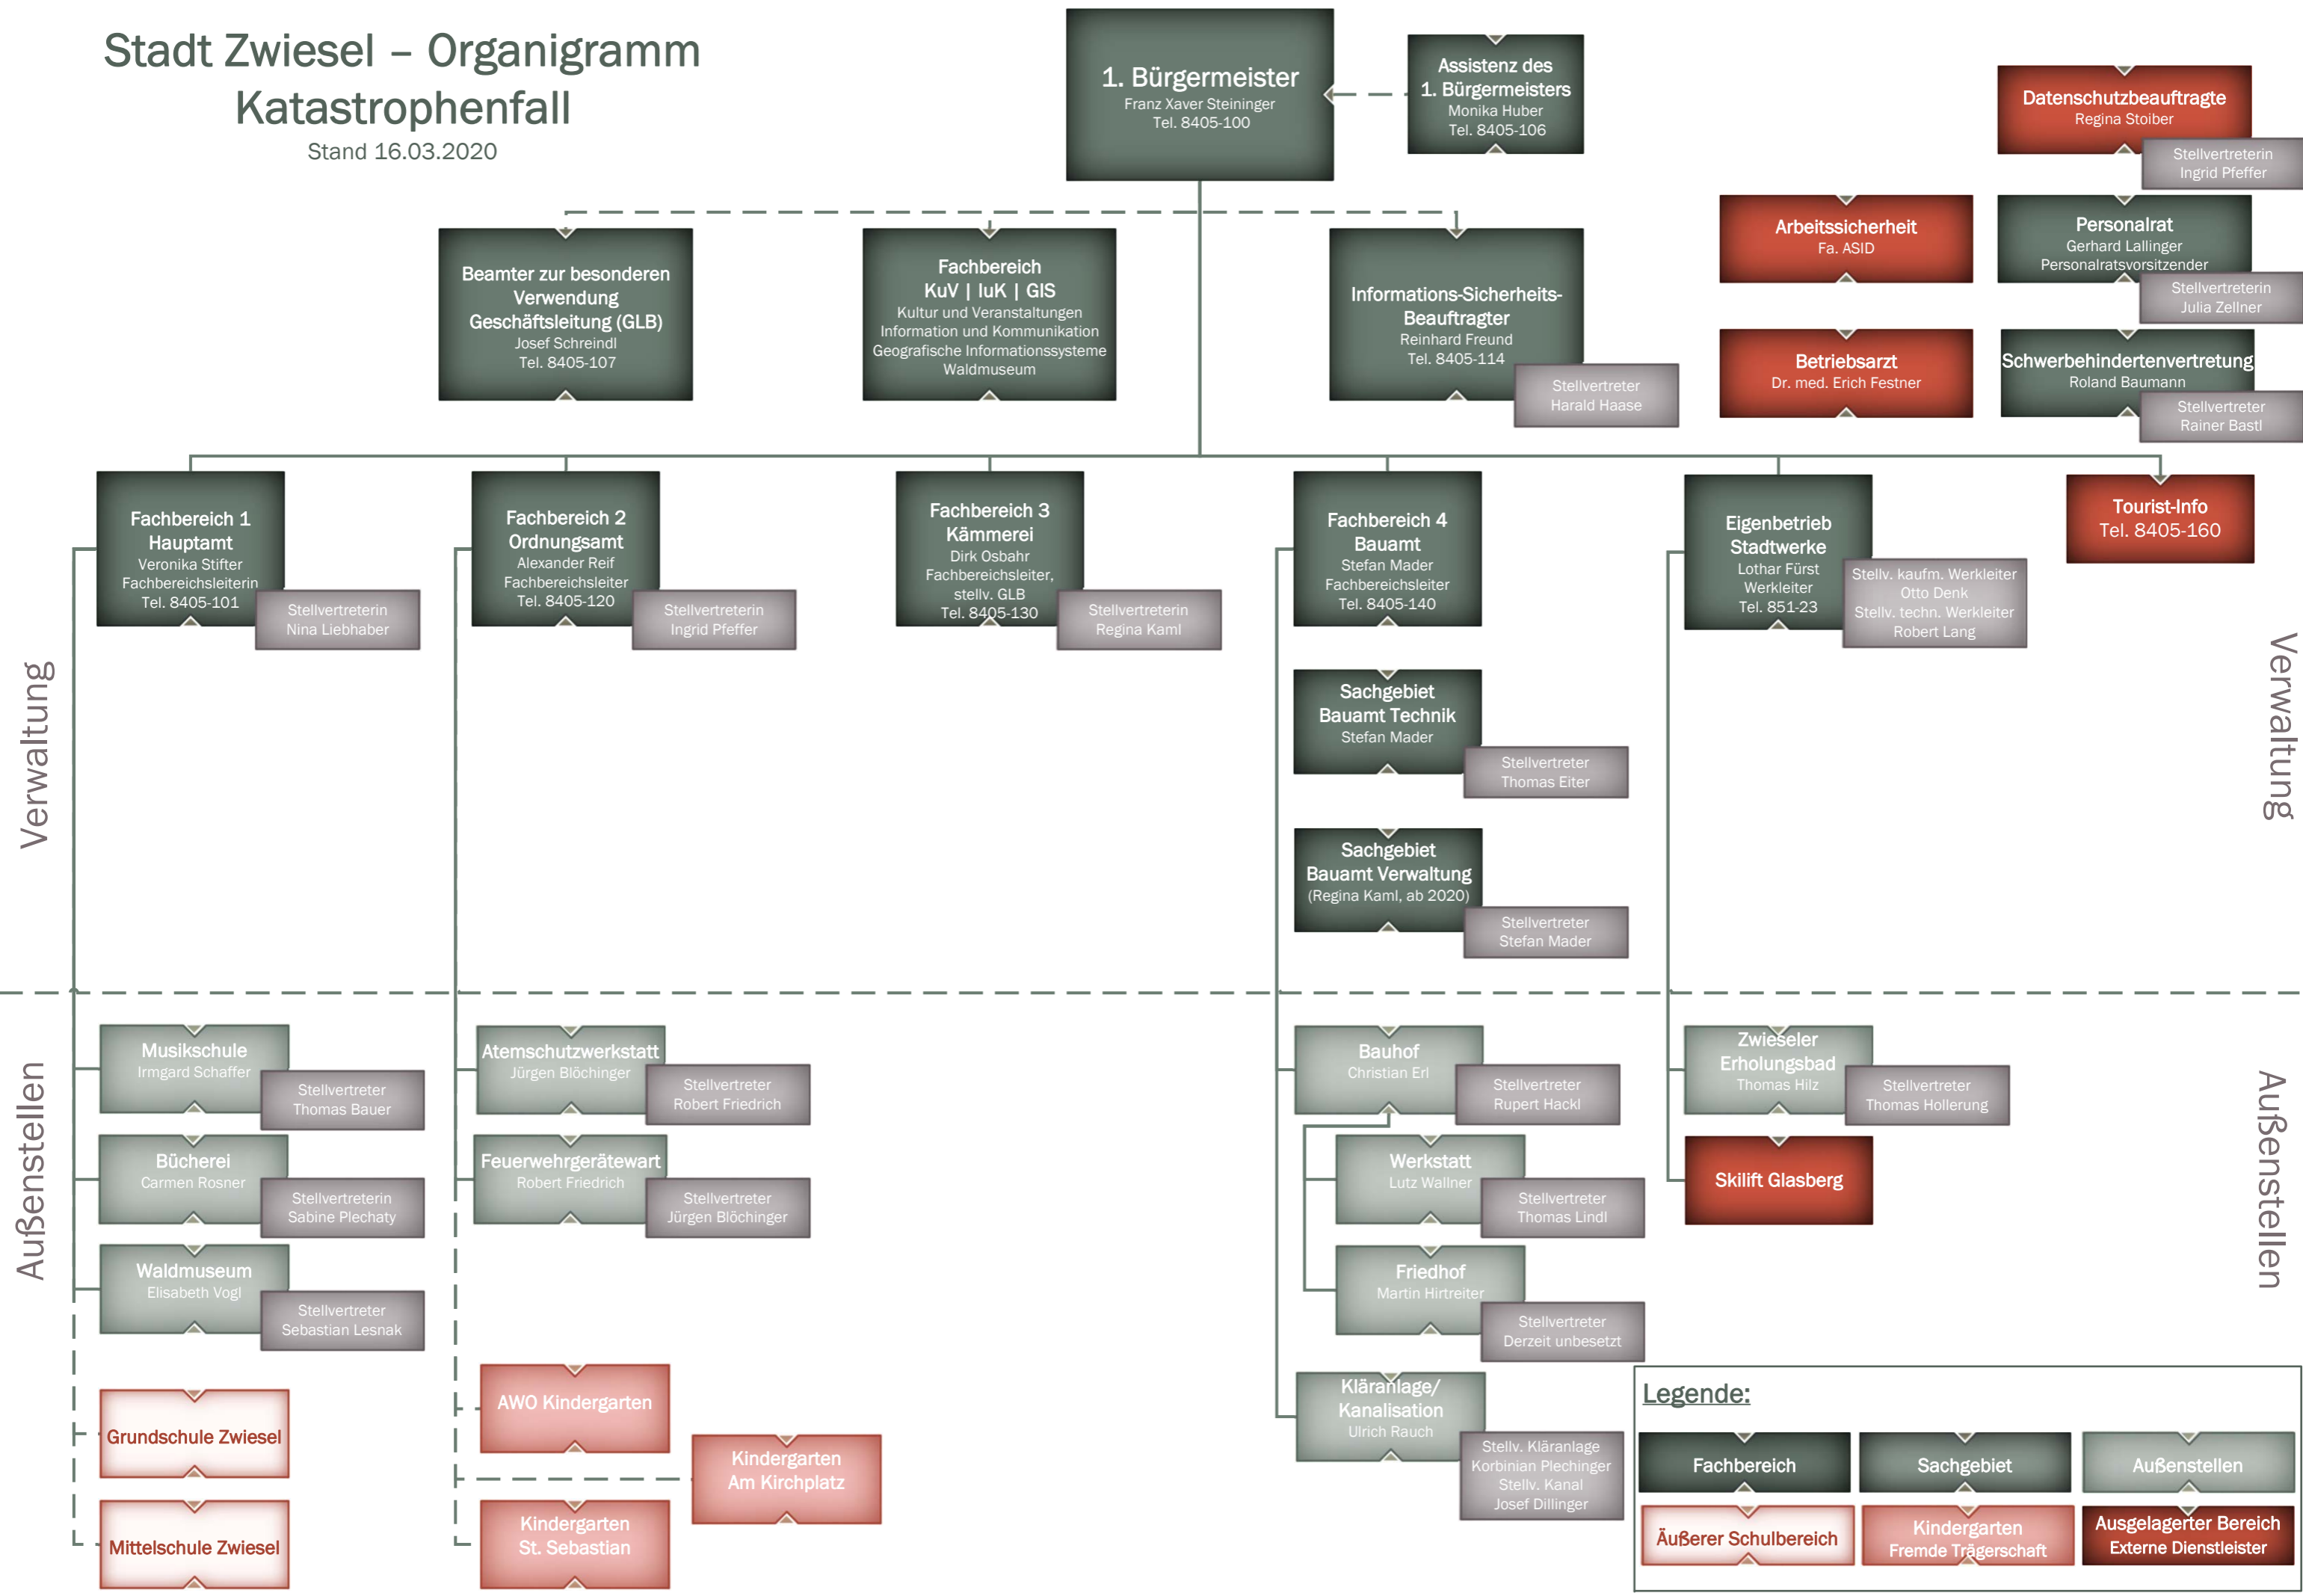 Stadt Zwiesel – Organigramm
Katastrophenfall
Stand 16.03.2020
1. Bürgermeister
Franz Xaver Steininger
Tel. 8405-100
Assistenz des
1. Bürgermeisters
Monika Huber
Tel. 8405-106
Datenschutzbeauftragte
Regina Stoiber
Stellvertreterin
Ingrid Pfeffer
Arbeitssicherheit
Fa. ASID
Personalrat
Gerhard Lallinger
Personalratsvorsitzender
Stellvertreterin
Julia Zellner
Betriebsarzt
Dr. med. Erich Festner
Schwerbehindertenvertretung
Roland Baumann
Stellvertreter
Rainer Bastl
Beamter zur besonderen
Verwendung
Geschäftsleitung (GLB)
Josef Schreindl
Tel. 8405-107
Fachbereich
KuV | IuK | GIS
Kultur und Veranstaltungen
Information und Kommunikation
Geografische Informationssysteme
Waldmuseum
Informations-Sicherheits-
Beauftragter
Reinhard Freund
Tel. 8405-114
Stellvertreter
Harald Haase
Fachbereich 1
Hauptamt
Veronika Stifter
Fachbereichsleiterin
Tel. 8405-101
Stellvertreterin
Nina Liebhaber
Fachbereich 2
Ordnungsamt
Alexander Reif
Fachbereichsleiter
Tel. 8405-120
Stellvertreterin
Ingrid Pfeffer
Fachbereich 3
Kämmerei
Dirk Osbahr
Fachbereichsleiter,
stellv. GLB
Tel. 8405-130
Stellvertreterin
Regina Kaml
Fachbereich 4
Bauamt
Stefan Mader
Fachbereichsleiter
Tel. 8405-140
Eigenbetrieb
Stadtwerke
Lothar Fürst
Werkleiter
Tel. 851-23
Stellv. kaufm. Werkleiter
Otto Denk
Stellv. techn. Werkleiter
Robert Lang
Tourist-Info
Tel. 8405-160
Verwaltung
Verwaltung
Sachgebiet
Bauamt Technik
Stefan Mader
Stellvertreter
Thomas Eiter
Sachgebiet
Bauamt Verwaltung
(Regina Kaml, ab 2020)
Stellvertreter
Stefan Mader
Außenstellen
Außenstellen
Musikschule
Irmgard Schaffer
Stellvertreter
Thomas Bauer
Bücherei
Carmen Rosner
Stellvertreterin
Sabine Plechaty
Waldmuseum
Elisabeth Vogl
Stellvertreter
Sebastian Lesnak
Grundschule Zwiesel
Mittelschule Zwiesel
Atemschutzwerkstatt
Jürgen Blöchinger
Stellvertreter
Robert Friedrich
Feuerwehrgerätewart
Robert Friedrich
Stellvertreter
Jürgen Blöchinger
AWO Kindergarten
Kindergarten
Am Kirchplatz
Kindergarten
St. Sebastian
Bauhof
Christian Erl
Stellvertreter
Rupert Hackl
Werkstatt
Lutz Wallner
Stellvertreter
Thomas Lindl
Friedhof
Martin Hirtreiter
Stellvertreter
Derzeit unbesetzt
Kläranlage/
Kanalisation
Ulrich Rauch
Stellv. Kläranlage
Korbinian Plechinger
Stellv. Kanal
Josef Dillinger
Zwieseler
Erholungsbad
Thomas Hilz
Stellvertreter
Thomas Hollerung
Skilift Glasberg
Legende:
Fachbereich
Sachgebiet
Außenstellen
Äußerer Schulbereich
Kindergarten
Fremde Trägerschaft
Ausgelagerter Bereich
Externe Dienstleister